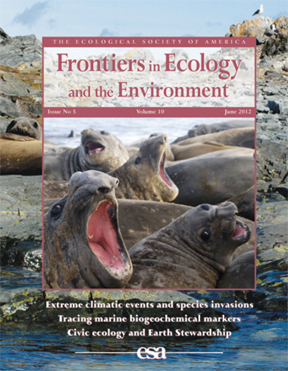 THE ECOLOGICAL SOCIETY OF AMERICA
Frontiers in Ecology
and the Environment
Issue No 5 Volume 10 June 2012
Extreme climatic events and species invasions
Tracing marine biogeochemical markers
Civic ecology and Earth Stewardship
esa